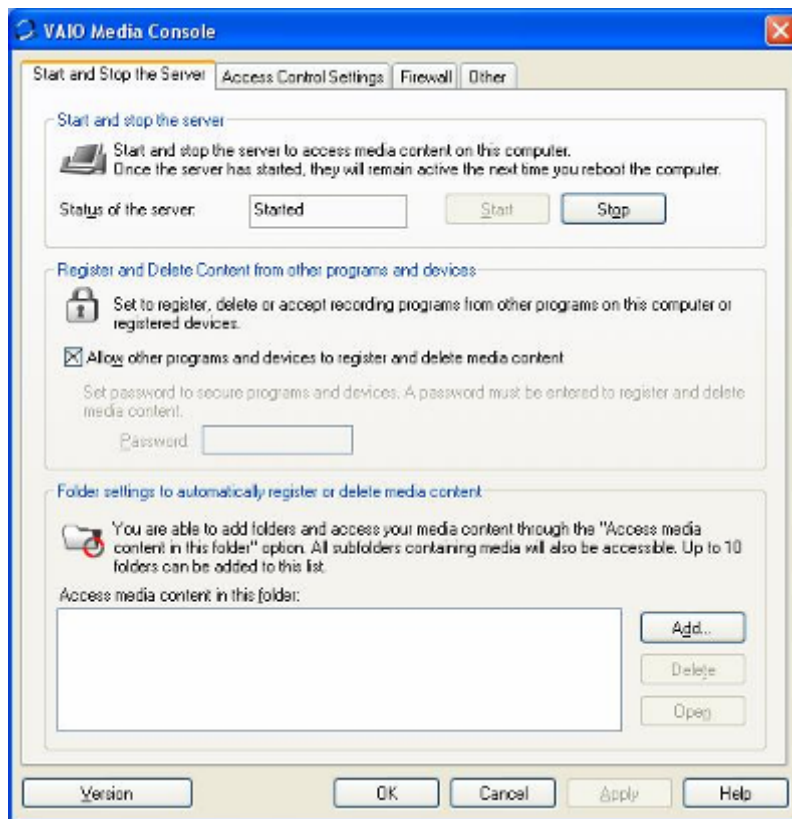 VAIO Media Console
Start and Stop the Server Access Control Settings Firewall Other
Start and stop the server
Start and stop the server to access media content on this computer.
Once the server has started, they will remain active the next time you reboot the computer.
Status of the server: Started Start Stop
Register and Delete Content from other programs and devices
Set to register, delete or accept recording programs from other programs on this computer or
registered devices.
Allow other programs and devices to register and delete media content
Set password to secure programs and devices. A password must be entered to register and delete
media content.
Password
Folder settings to automatically register or delete media content
You are able to add folders and access your media content through the "Access media
content in this folder" option. All subfolders containing media will also be accessible. Up to 10
folders can be added to this list.
Access media content in this folder:
Add...
Delete
Open
Version OK Cancel Apply Help